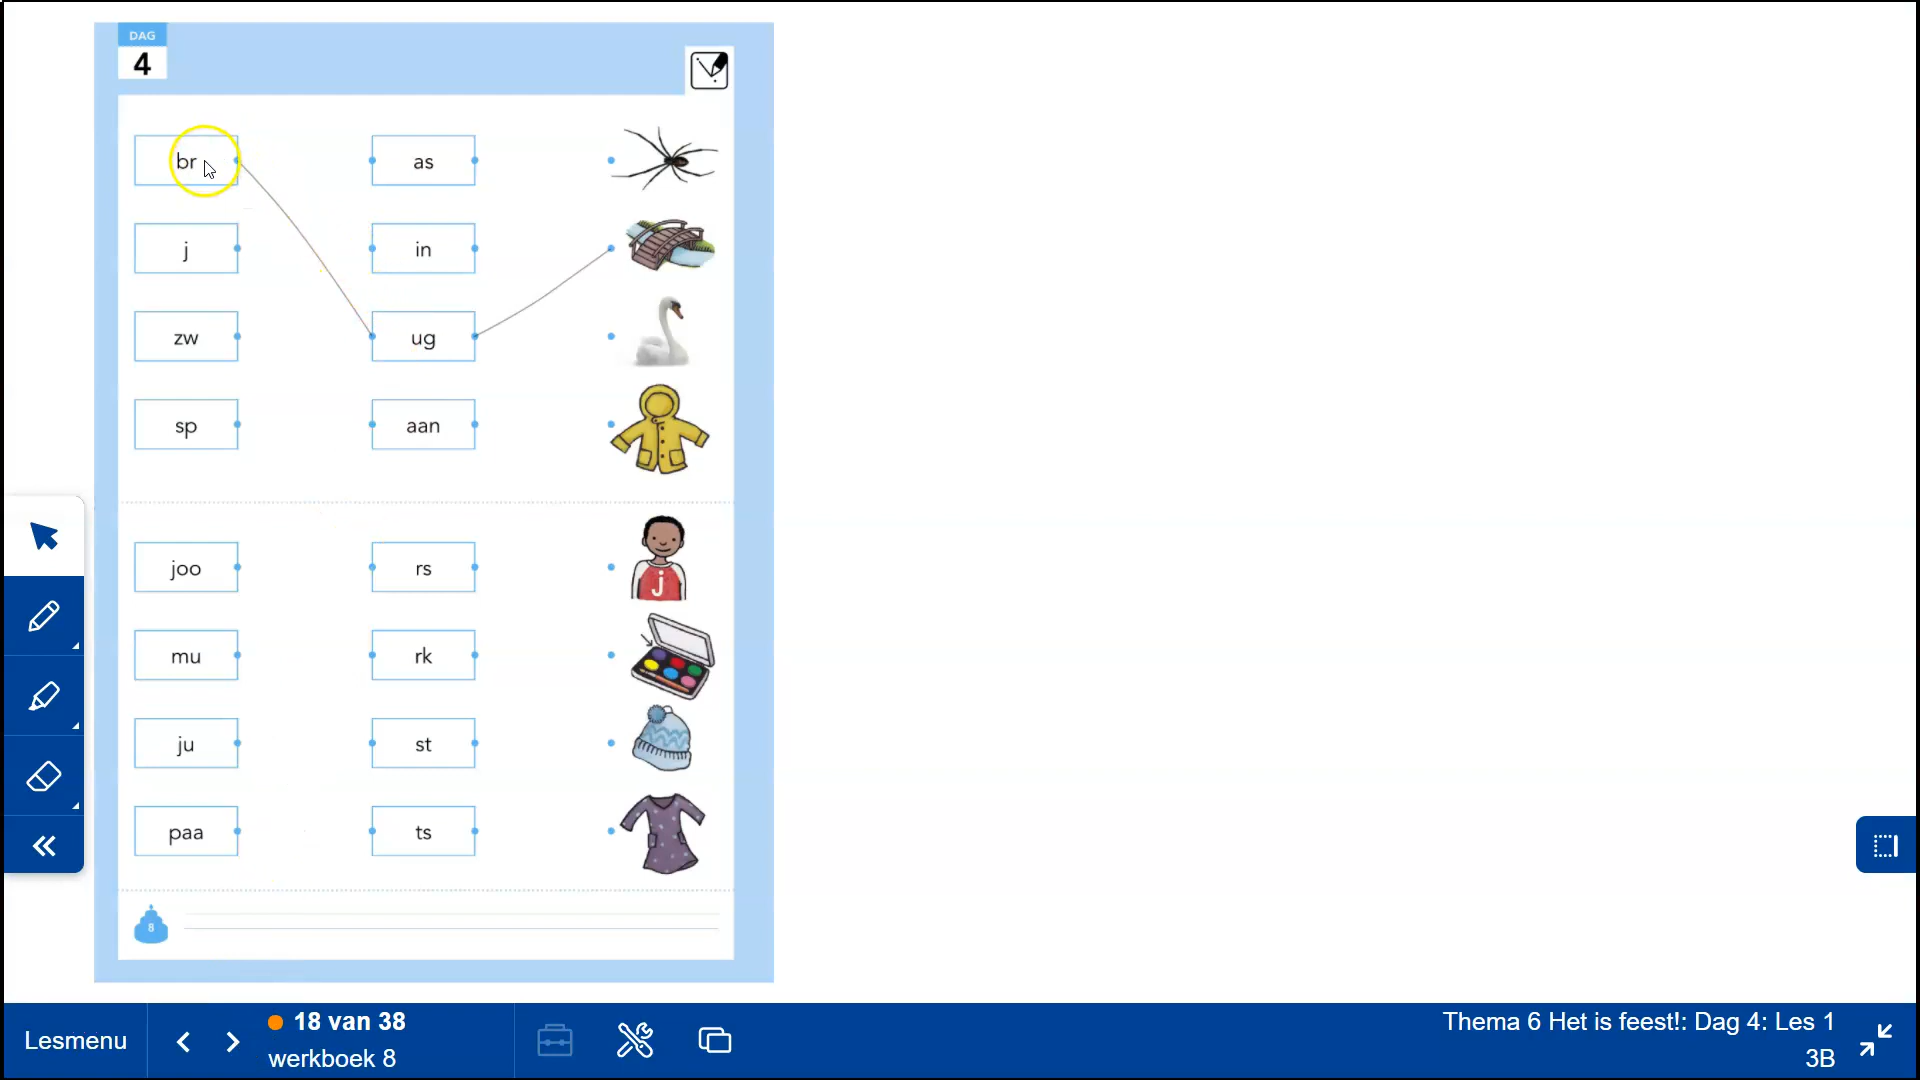 DAG
4
br as
j in
zw ug
sp aan
joo rs
j
mu rk
ju st
paa ts
8
Lesmenu
18 van 38
werkboek 8
Thema 6 Het is feest!: Dag 4: Les 1
3B